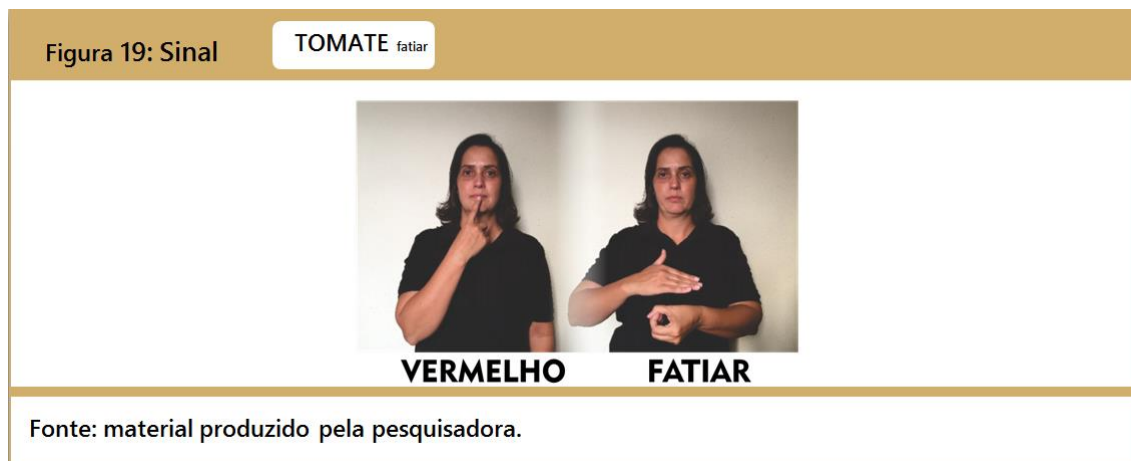 Figura 19: Sinal TOMATE fatiar
VERMELHO FATIAR
Fonte: material produzido pela pesquisadora.